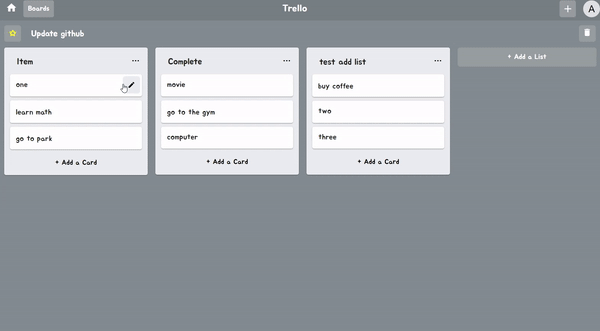 Boards
Trello
+
A
Update github
Item ...
one
learn math
go to park
+ Add a Card
Complete ...
movie
go to the gym
computer
+ Add a Card
test add list ...
buy coffee
two
three
+ Add a Card
+ Add a List